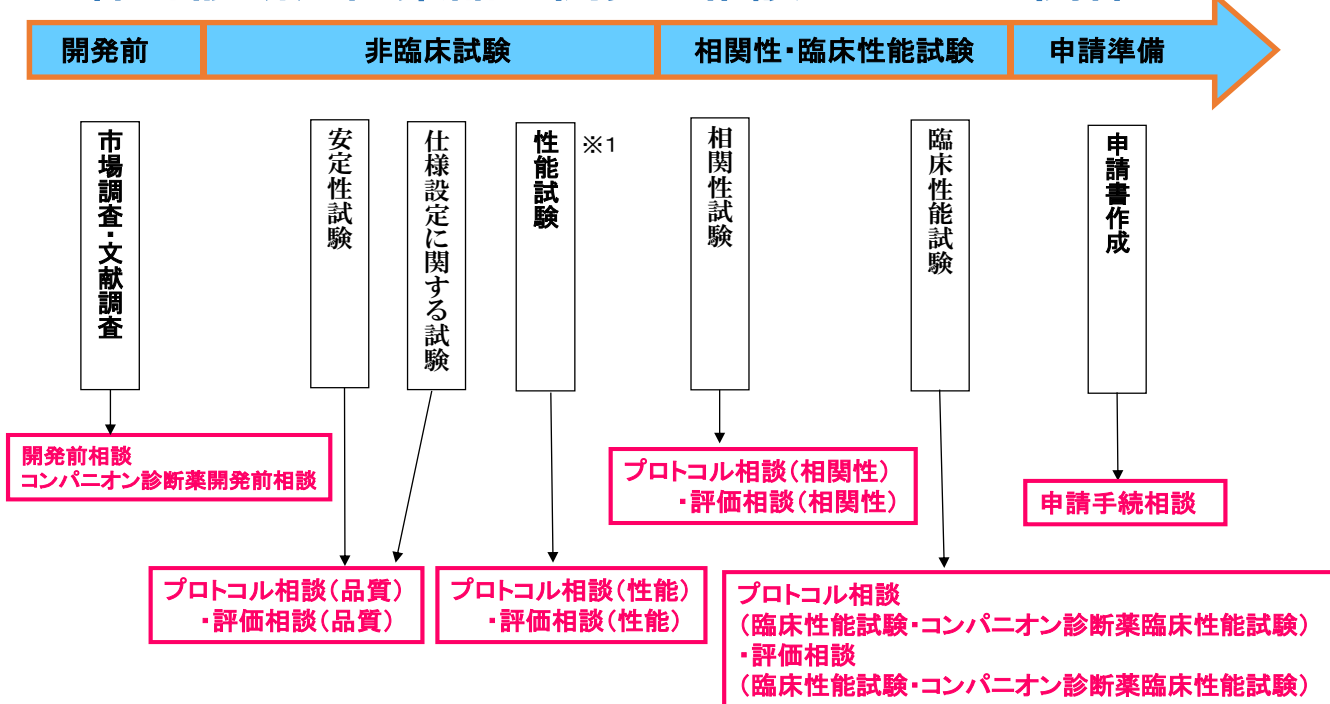 開発前
非臨床試験
相関性・臨床性能試験
申請準備
市場調査・文献調査
安定性試験
仕様設定に関する試験
性能試験
※1
相関性試験
臨床性能試験
申請書作成
開発前相談
コンパニオン診断薬開発前相談
プロトコル相談(品質)
・評価相談(品質)
プロトコル相談(性能)
・評価相談(性能)
プロトコル相談(相関性)
・評価相談(相関性)
プロトコル相談
(臨床性能試験・コンパニオン診断薬臨床性能試験)
・評価相談
(臨床性能試験・コンパニオン診断薬臨床性能試験)
申請手続相談